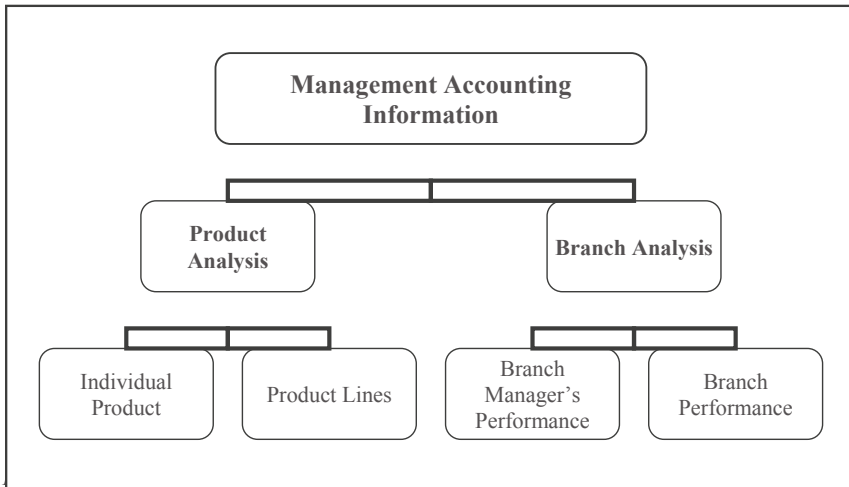 Management Accounting
Information
Product
Analysis
Branch Analysis
Individual
Product
Product Lines
Branch
Manager's
Performance
Branch
Performance